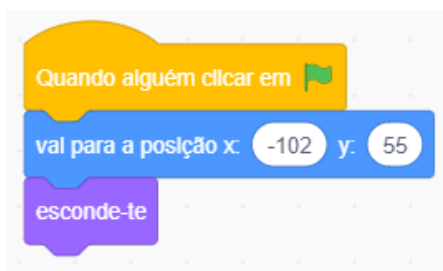 Quando alguém clicar em
vai para a posição x: -102 y: 55
esconde-te